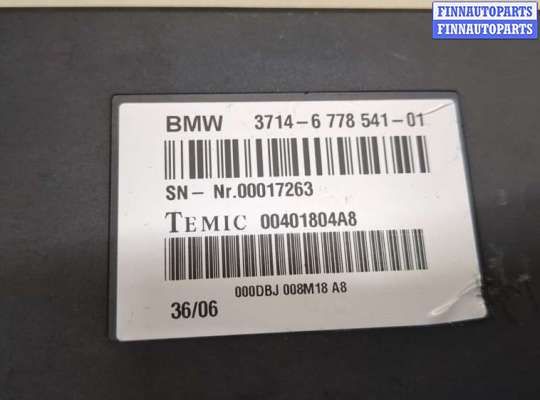 FINNAUTOPARTS
FINNAUTOPARTS
BMW 3714-6 778 541-01
SN- Nr.00017263
TEMIC 00401804A8
000DBJ 008M18 A8
36/06